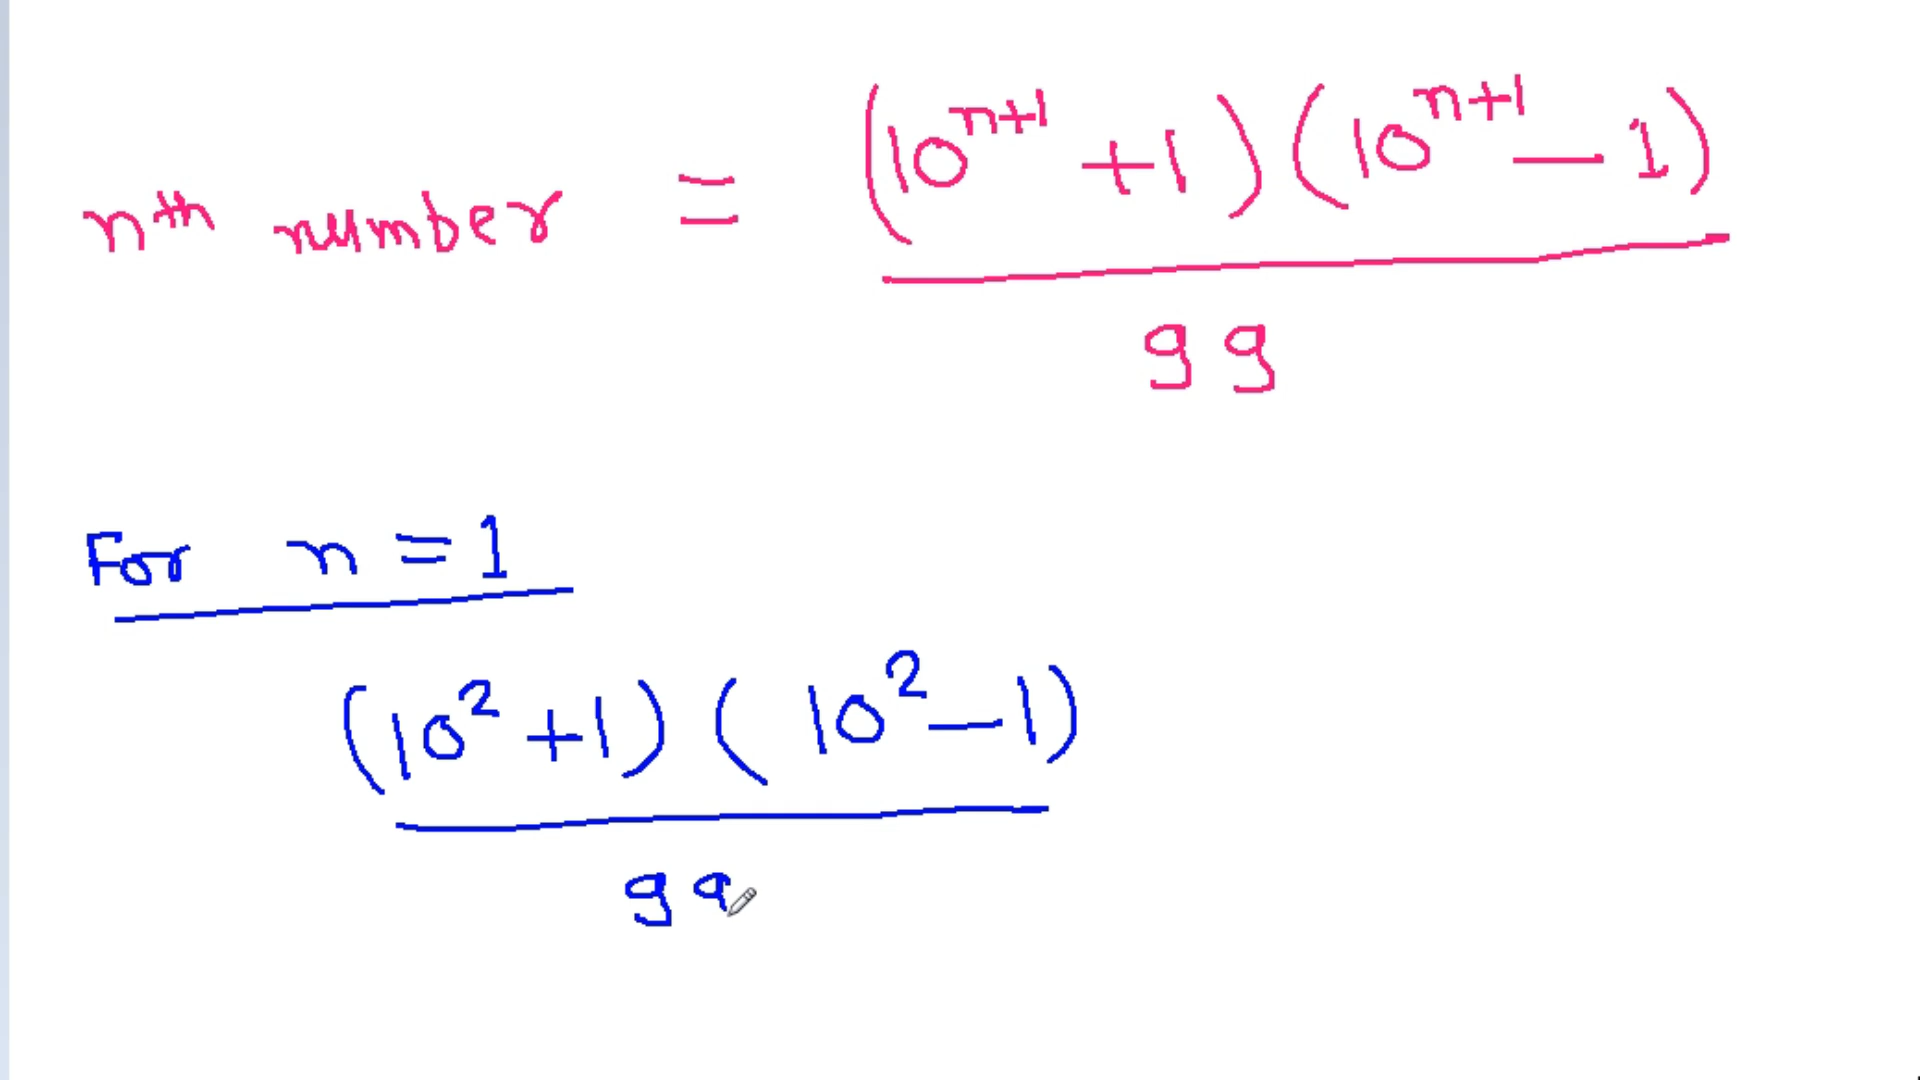 nth number = (10^{n+1} + 1)(10^{n+1} - 1)
99
For n = 1
(10^2 + 1)(10^2 - 1)
99